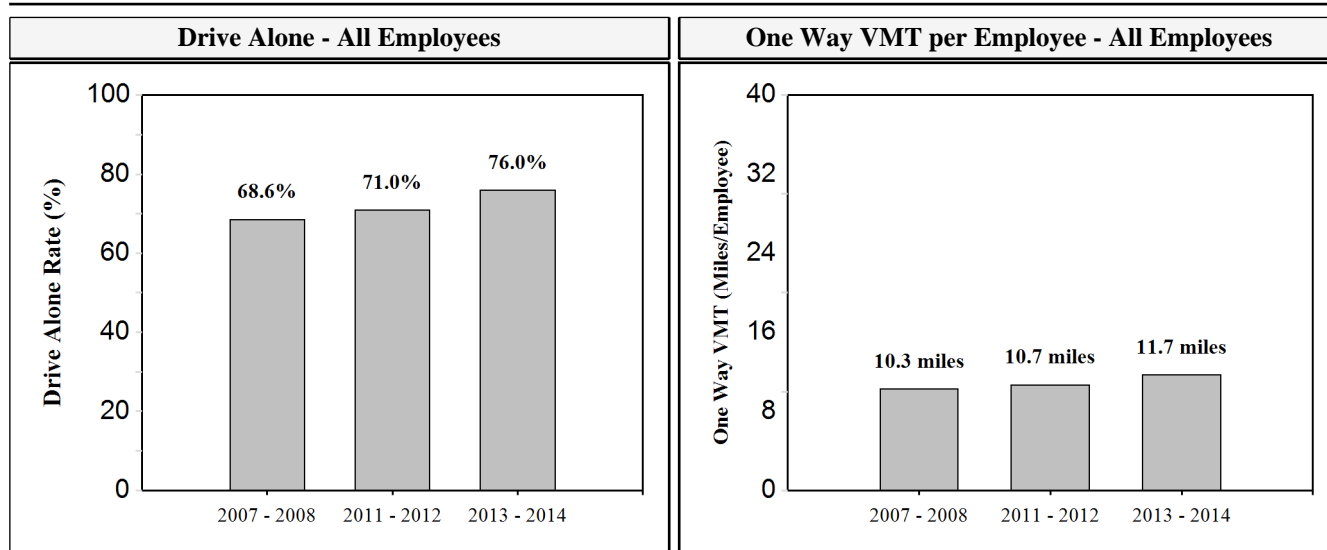 Drive Alone - All Employees
One Way VMT per Employee - All Employees
Drive Alone Rate (%)
100
80
60
40
20
0
68.6%
71.0%
76.0%
2007 - 2008
2011 - 2012
2013 - 2014
One Way VMT (Miles/Employee)
40
32
24
16
8
0
10.3 miles
10.7 miles
11.7 miles
2007 - 2008
2011 - 2012
2013 - 2014